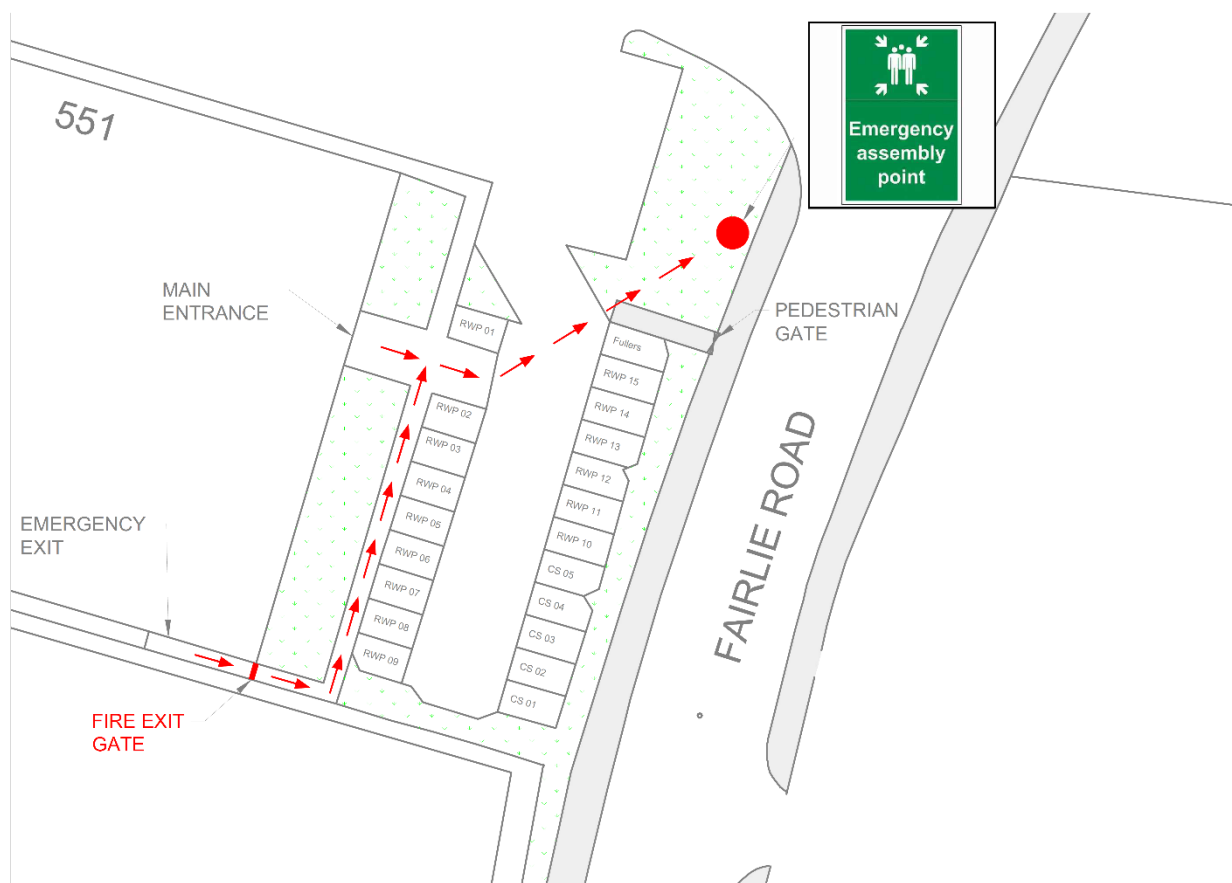 551
Emergency
assembly
point
MAIN
ENTRANCE
RWP 01
PEDESTRIAN
GATE
Fullers
RWP 15
RWP 14
RWP 13
RWP 12
RWP 11
RWP 10
CS 05
CS 04
CS 03
CS 02
CS 01
RWP 02
RWP 03
RWP 04
RWP 05
RWP 06
RWP 07
RWP 08
RWP 09
FAIRLIE ROAD
EMERGENCY
EXIT
FIRE EXIT
GATE